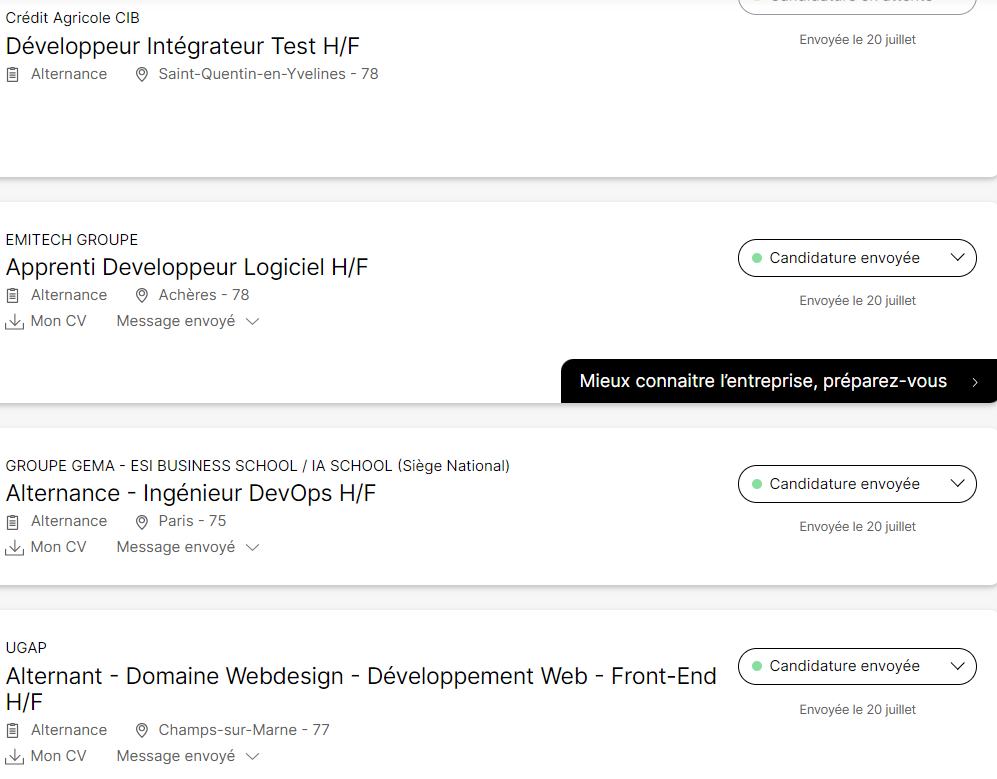 Crédit Agricole CIB
Développeur Intégrateur Test H/F
Envoyée le 20 juillet
Alternance Saint-Quentin-en-Yvelines - 78
EMITECH GROUPE
Apprenti Developpeur Logiciel H/F
Candidature envoyée
Alternance Achères - 78
Envoyée le 20 juillet
Mon CV Message envoyé
Mieux connaitre l’entreprise, préparez-vous
GROUPE GEMA - ESI BUSINESS SCHOOL / IA SCHOOL (Siège National)
Alternance - Ingénieur DevOps H/F
Candidature envoyée
Alternance Paris - 75
Envoyée le 20 juillet
Mon CV Message envoyé
UGAP
Alternant - Domaine Webdesign - Développement Web - Front-End
H/F
Candidature envoyée
Envoyée le 20 juillet
Alternance Champs-sur-Marne - 77
Mon CV Message envoyé